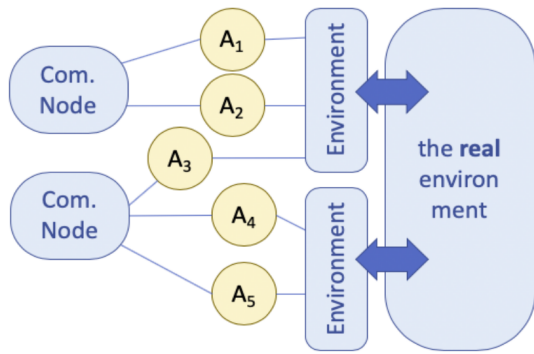 Com.
Node
A₁
A₂
Environment
A₃
the real
environ
ment
Com.
Node
A₄
A₅
Environment